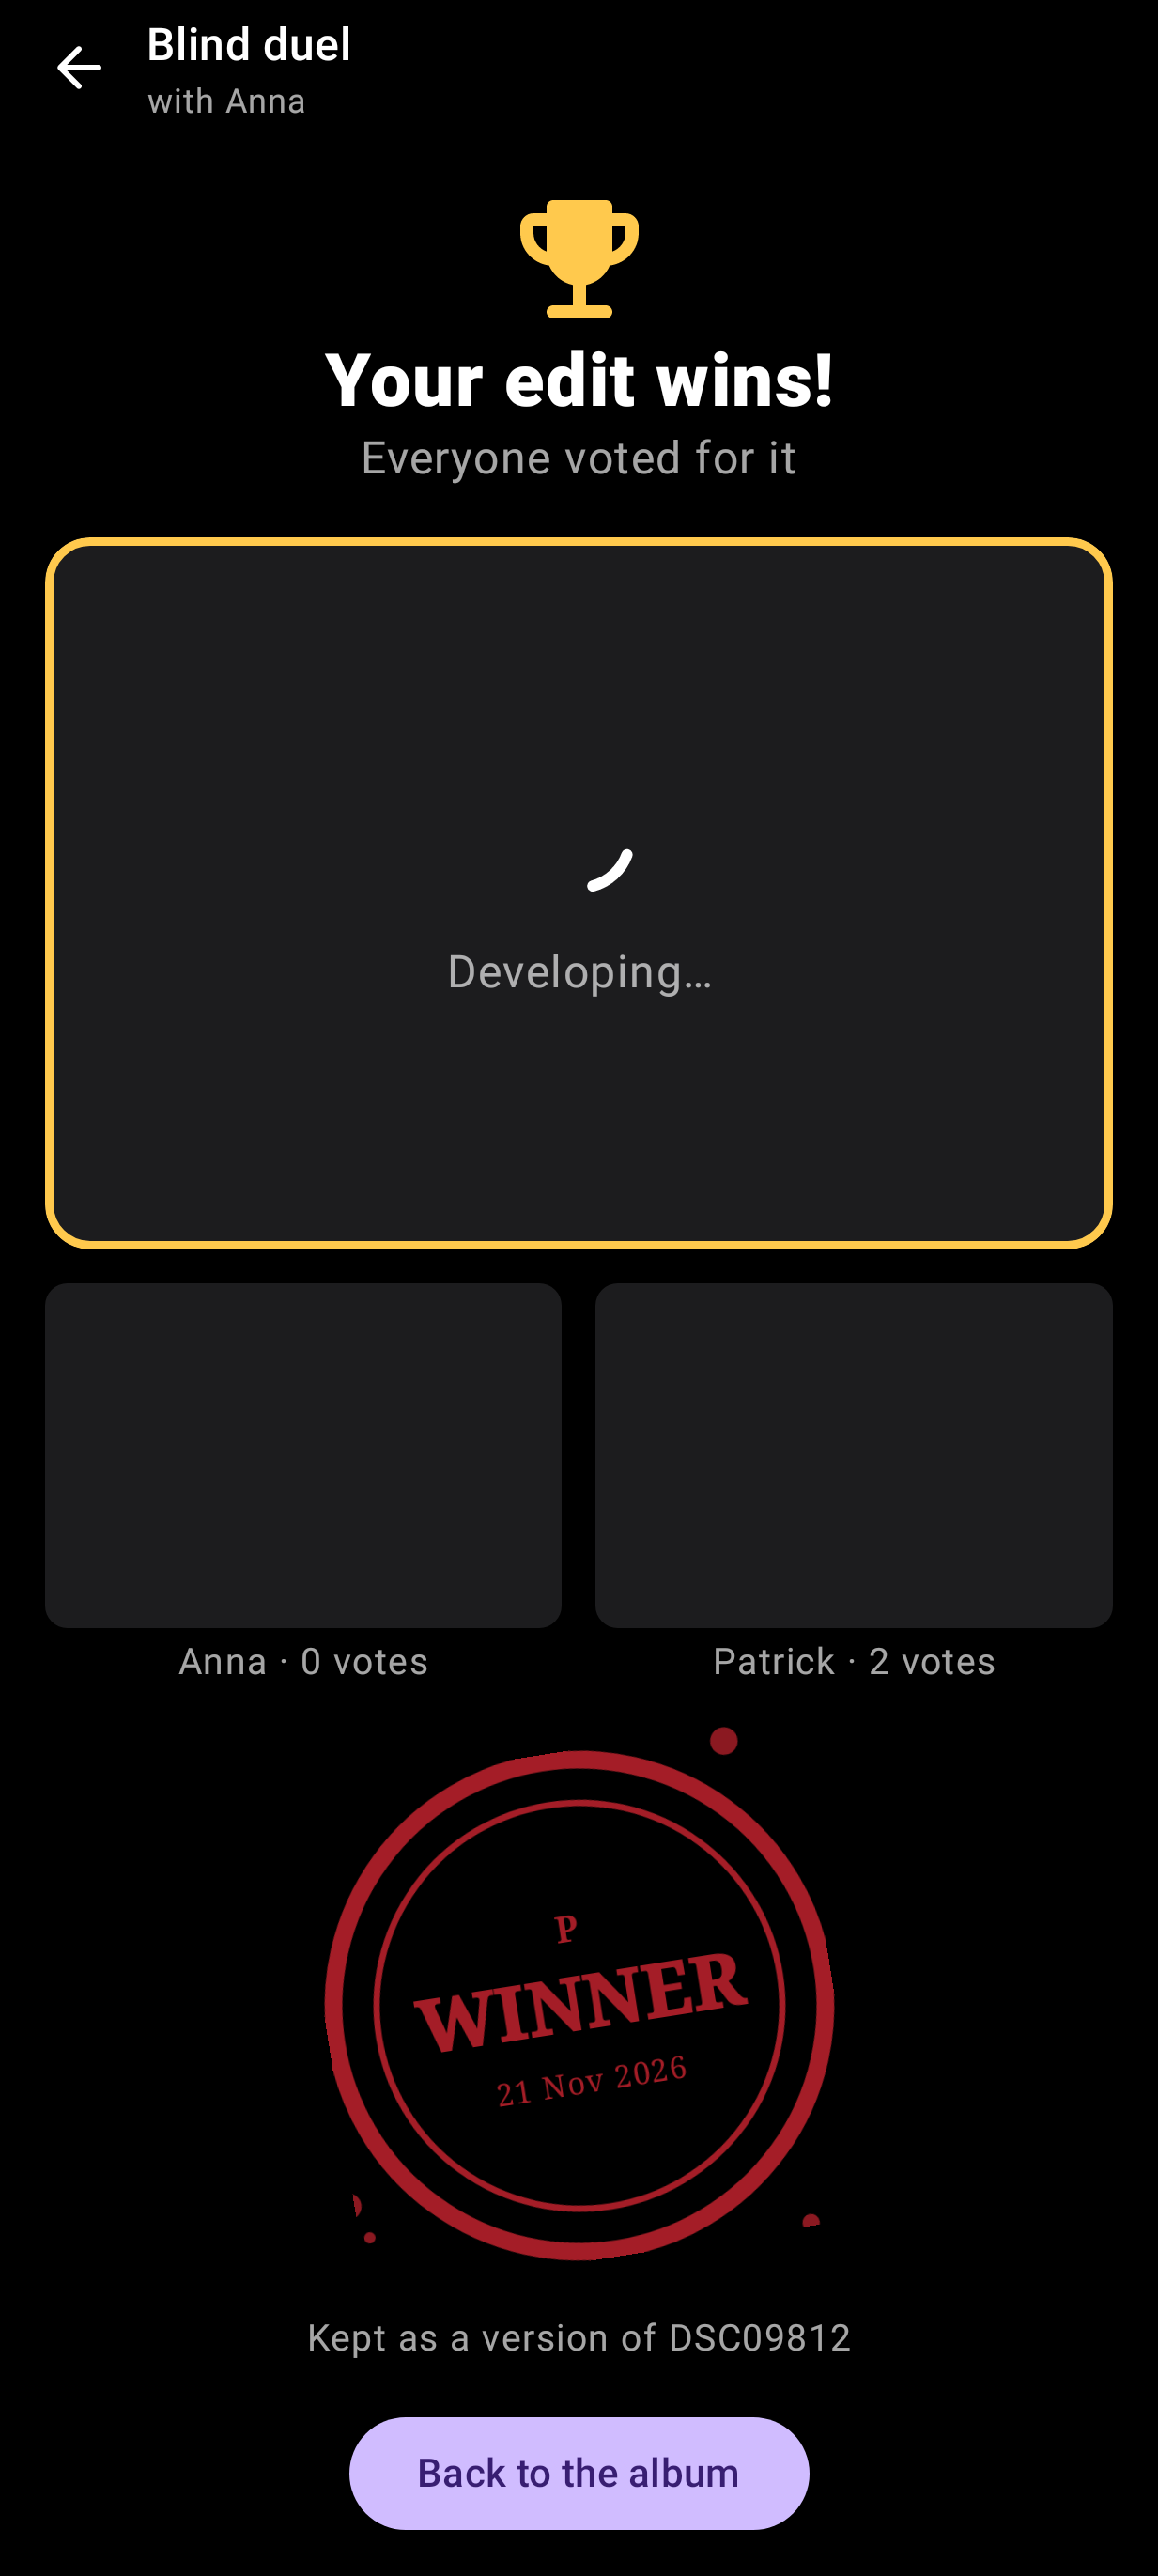 Blind duel
with Anna
Your edit wins!
Everyone voted for it
Developing…
Anna · 0 votes
Patrick · 2 votes
P
WINNER
21 Nov 2026
Kept as a version of DSC09812
Back to the album